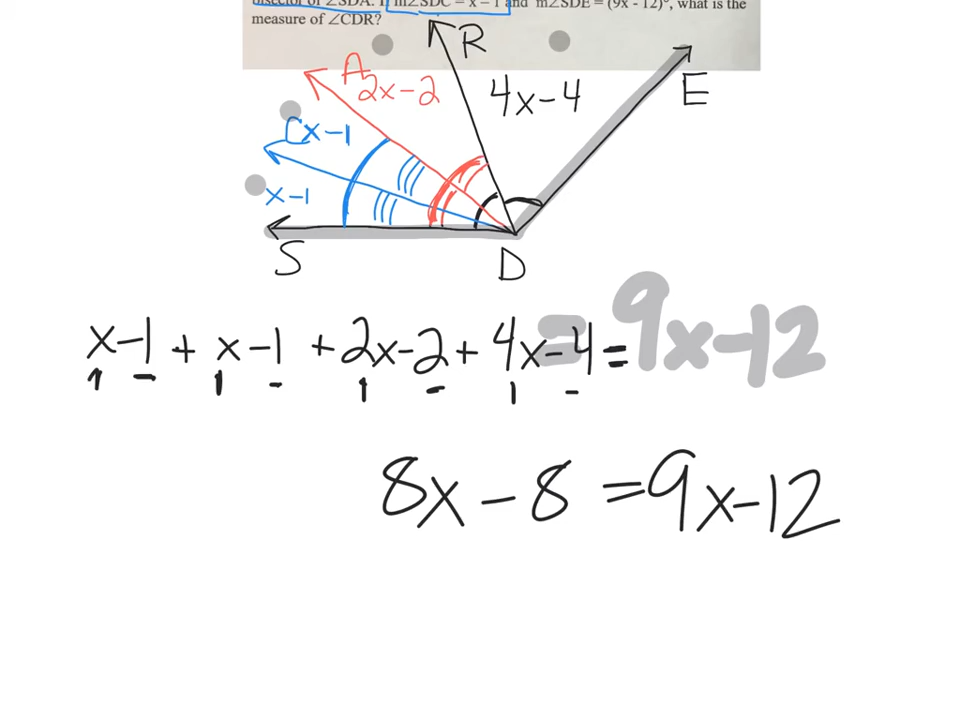 bisector of ∠SDA. If m∠SDC = x − 1 and m∠SDE = (9x - 12)°, what is the
measure of ∠CDR?
R
A
2x − 2
4x − 4
E
C
x − 1
x − 1
S
D
x − 1 + x − 1 + 2x − 2 + 4x − 4 = = 9x − 12
8x − 8 = 9x − 12